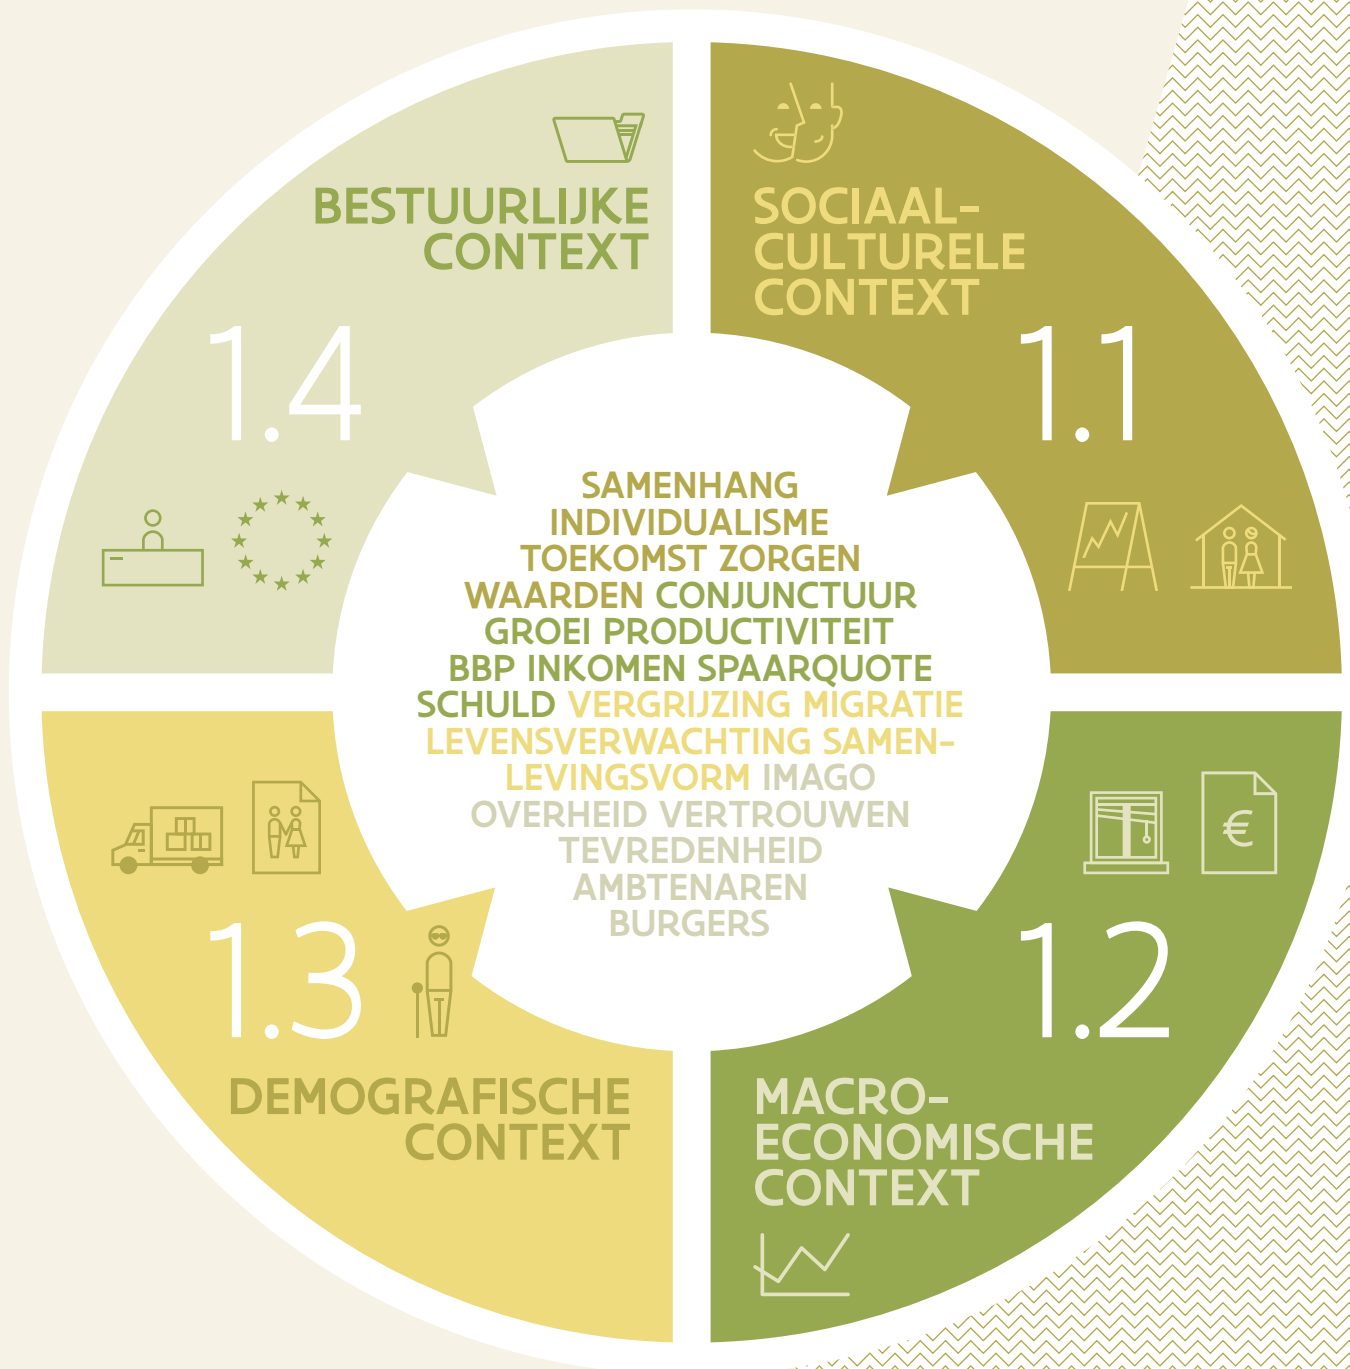 BESTUURLIJKE
CONTEXT
1.4
SOCIAAL-
CULTURELE
CONTEXT
1.1
SAMENHANG
INDIVIDUALISME
TOEKOMST ZORGEN
WAARDEN CONJUNCTUUR
GROEI PRODUCTIVITEIT
BBP INKOMEN SPAARQUOTE
SCHULD VERGRIJZING MIGRATIE
LEVENSVERWACHTING SAMEN-
LEVINGSVORM IMAGO
OVERHEID VERTROUWEN
TEVREDENHEID
AMBTENAREN
BURGERS
€
1.3
DEMOGRAFISCHE
CONTEXT
1.2
MACRO-
ECONOMISCHE
CONTEXT